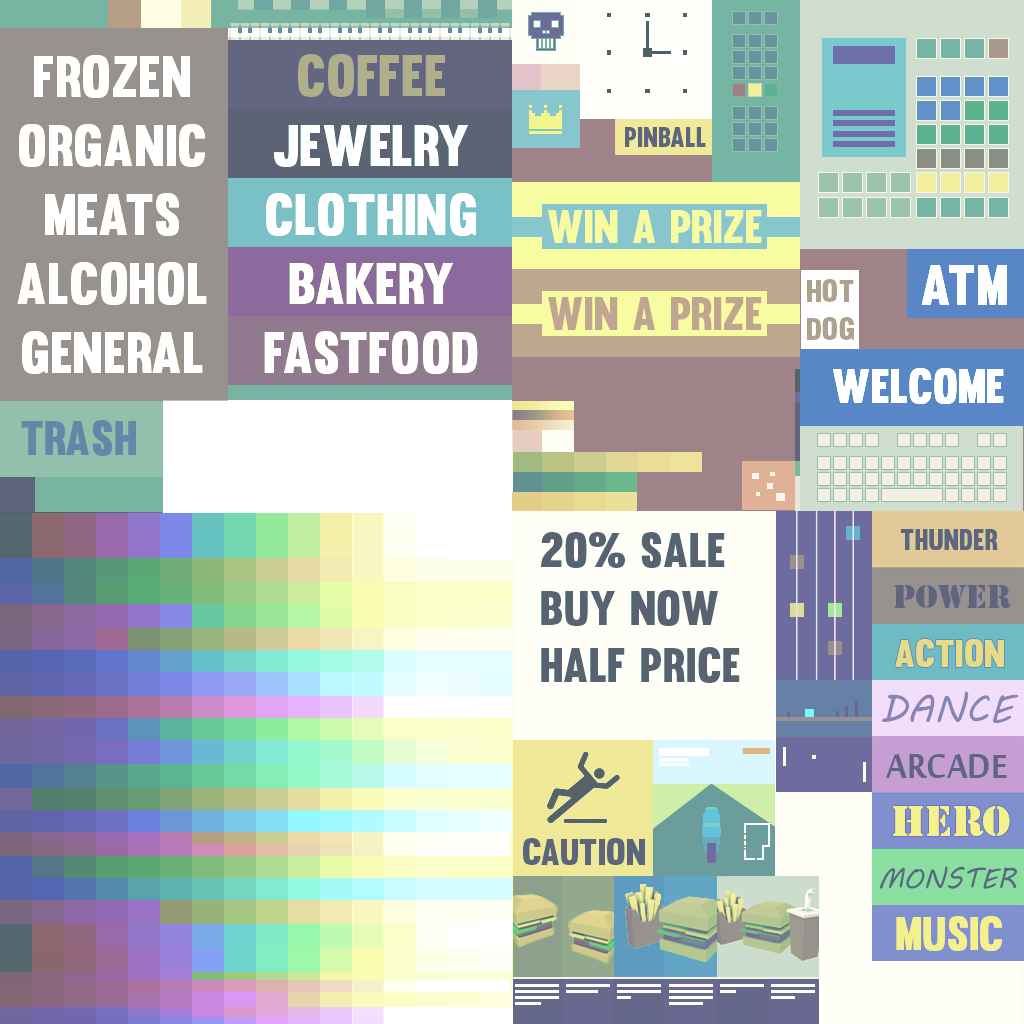 FROZEN
ORGANIC
MEATS
ALCOHOL
GENERAL
TRASH
COFFEE
JEWELRY
CLOTHING
BAKERY
FASTFOOD
PINBALL
WIN A PRIZE
WIN A PRIZE
HOT
DOG
ATM
WELCOME
20% SALE
BUY NOW
HALF PRICE
CAUTION
THUNDER
POWER
ACTION
DANCE
ARCADE
HERO
MONSTER
MUSIC